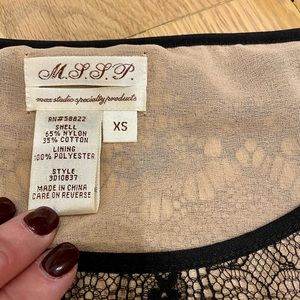 M.S.S.P.
max studio specialty products
XS
RN#58822
SHELL
65% NYLON
35% COTTON
LINING
100% POLYESTER
STYLE
3D10B37
MADE IN CHINA
CARE ON REVERSE